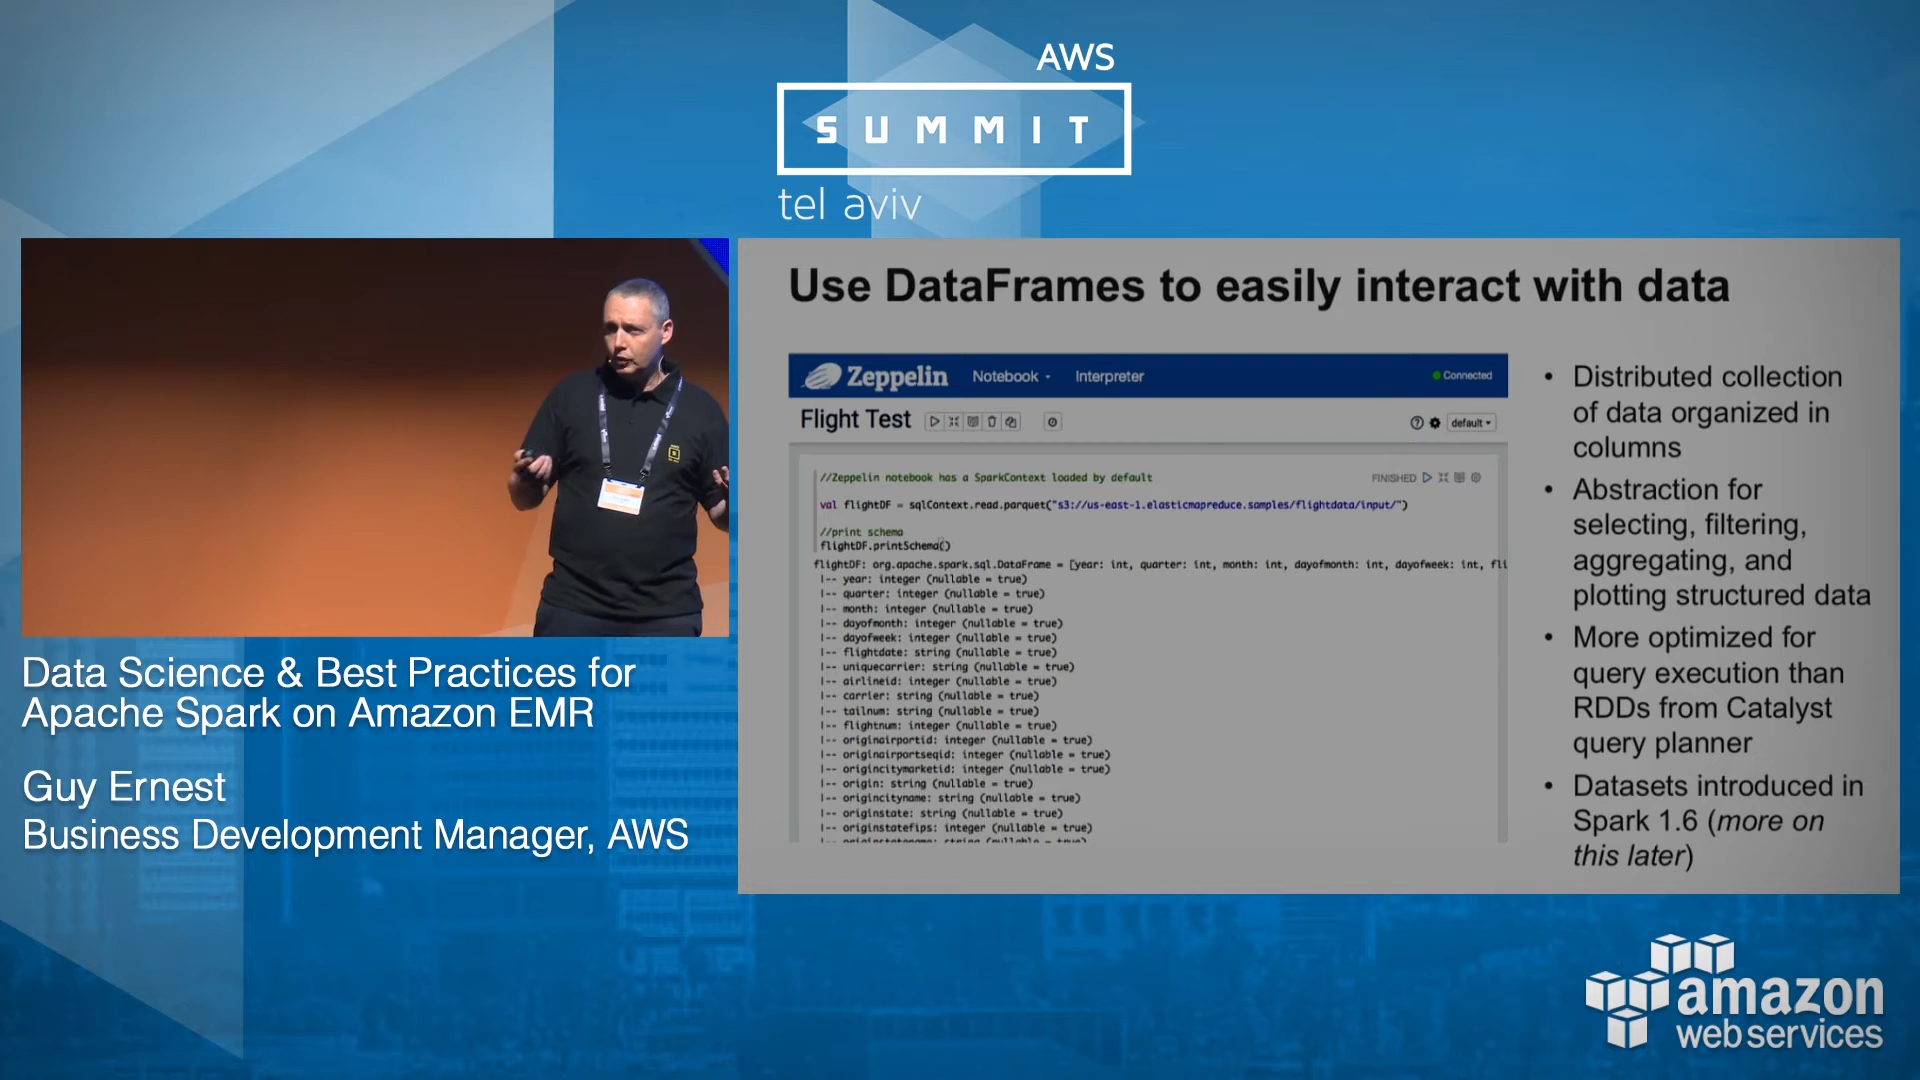 AWS
SUMMIT
tel aviv
Use DataFrames to easily interact with data
Zeppelin Notebook Interpreter Connected
Flight Test default
//Zeppelin notebook has a SparkContext loaded by default FINISHED
val flightDF = sqlContext.read.parquet("s3://us-east-1.elasticmapreduce.samples/flightdata/input/")
//print schema
flightDF.printSchema()
flightDF: org.apache.spark.sql.DataFrame = [year: int, quarter: int, month: int, dayofmonth: int, dayofweek: int, fli
|-- year: integer (nullable = true)
|-- quarter: integer (nullable = true)
|-- month: integer (nullable = true)
|-- dayofmonth: integer (nullable = true)
|-- dayofweek: integer (nullable = true)
|-- flightdate: string (nullable = true)
|-- uniquecarrier: string (nullable = true)
|-- airlineid: integer (nullable = true)
|-- carrier: string (nullable = true)
|-- tailnum: string (nullable = true)
|-- flightnum: integer (nullable = true)
|-- originairportid: integer (nullable = true)
|-- originairportseqid: integer (nullable = true)
|-- origincitymarketid: integer (nullable = true)
|-- origin: string (nullable = true)
|-- origincityname: string (nullable = true)
|-- originstate: string (nullable = true)
|-- originstatefips: integer (nullable = true)
• Distributed collection
of data organized in
columns
• Abstraction for
selecting, filtering,
aggregating, and
plotting structured data
• More optimized for
query execution than
RDDs from Catalyst
query planner
• Datasets introduced in
Spark 1.6 (more on
this later)
Data Science & Best Practices for
Apache Spark on Amazon EMR
Guy Ernest
Business Development Manager, AWS
amazon
web services